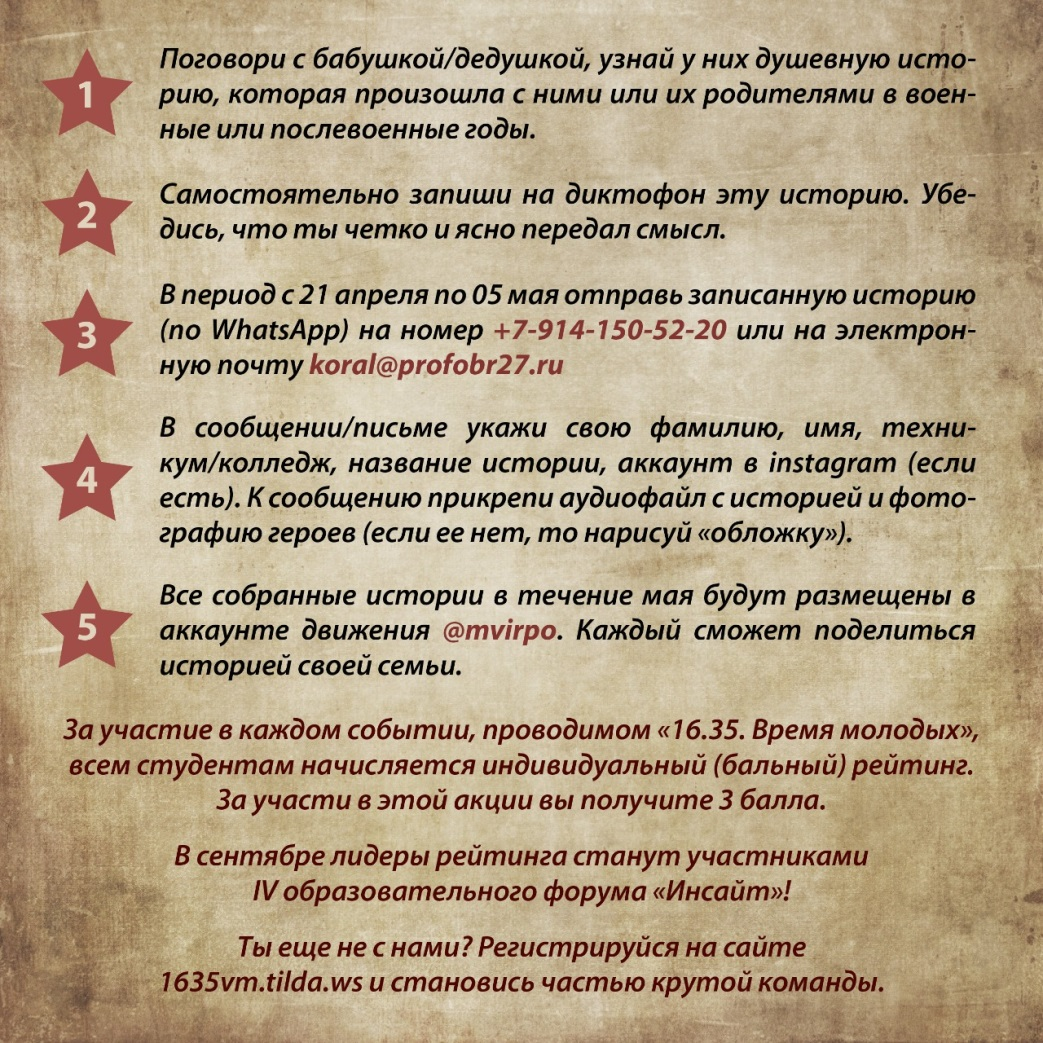 1
Поговори с бабушкой/дедушкой, узнай у них душевную исто-
рию, которая произошла с ними или их родителями в воен-
ные или послевоенные годы.
2
Самостоятельно запиши на диктофон эту историю. Убе-
дись, что ты четко и ясно передал смысл.
3
В период с 21 апреля по 05 мая отправь записанную историю
(по WhatsApp) на номер +7-914-150-52-20 или на электрон-
ную почту koral@profobr27.ru
4
В сообщении/письме укажи свою фамилию, имя, техни-
кум/колледж, название истории, аккаунт в instagram (если
есть). К сообщению прикрепи аудиофайл с историей и фото-
графию героев (если ее нет, то нарисуй «обложку»).
5
Все собранные истории в течение мая будут размещены в
аккаунте движения @mvirpo. Каждый сможет поделиться
историей своей семьи.
За участие в каждом событии, проводимом «16.35. Время молодых»,
всем студентам начисляется индивидуальный (бальный) рейтинг.
За участи в этой акции вы получите 3 балла.
В сентябре лидеры рейтинга станут участниками
IV образовательного форума «Инсайт»!
Ты еще не с нами? Регистрируйся на сайте
1635vm.tilda.ws и становись частью крутой команды.